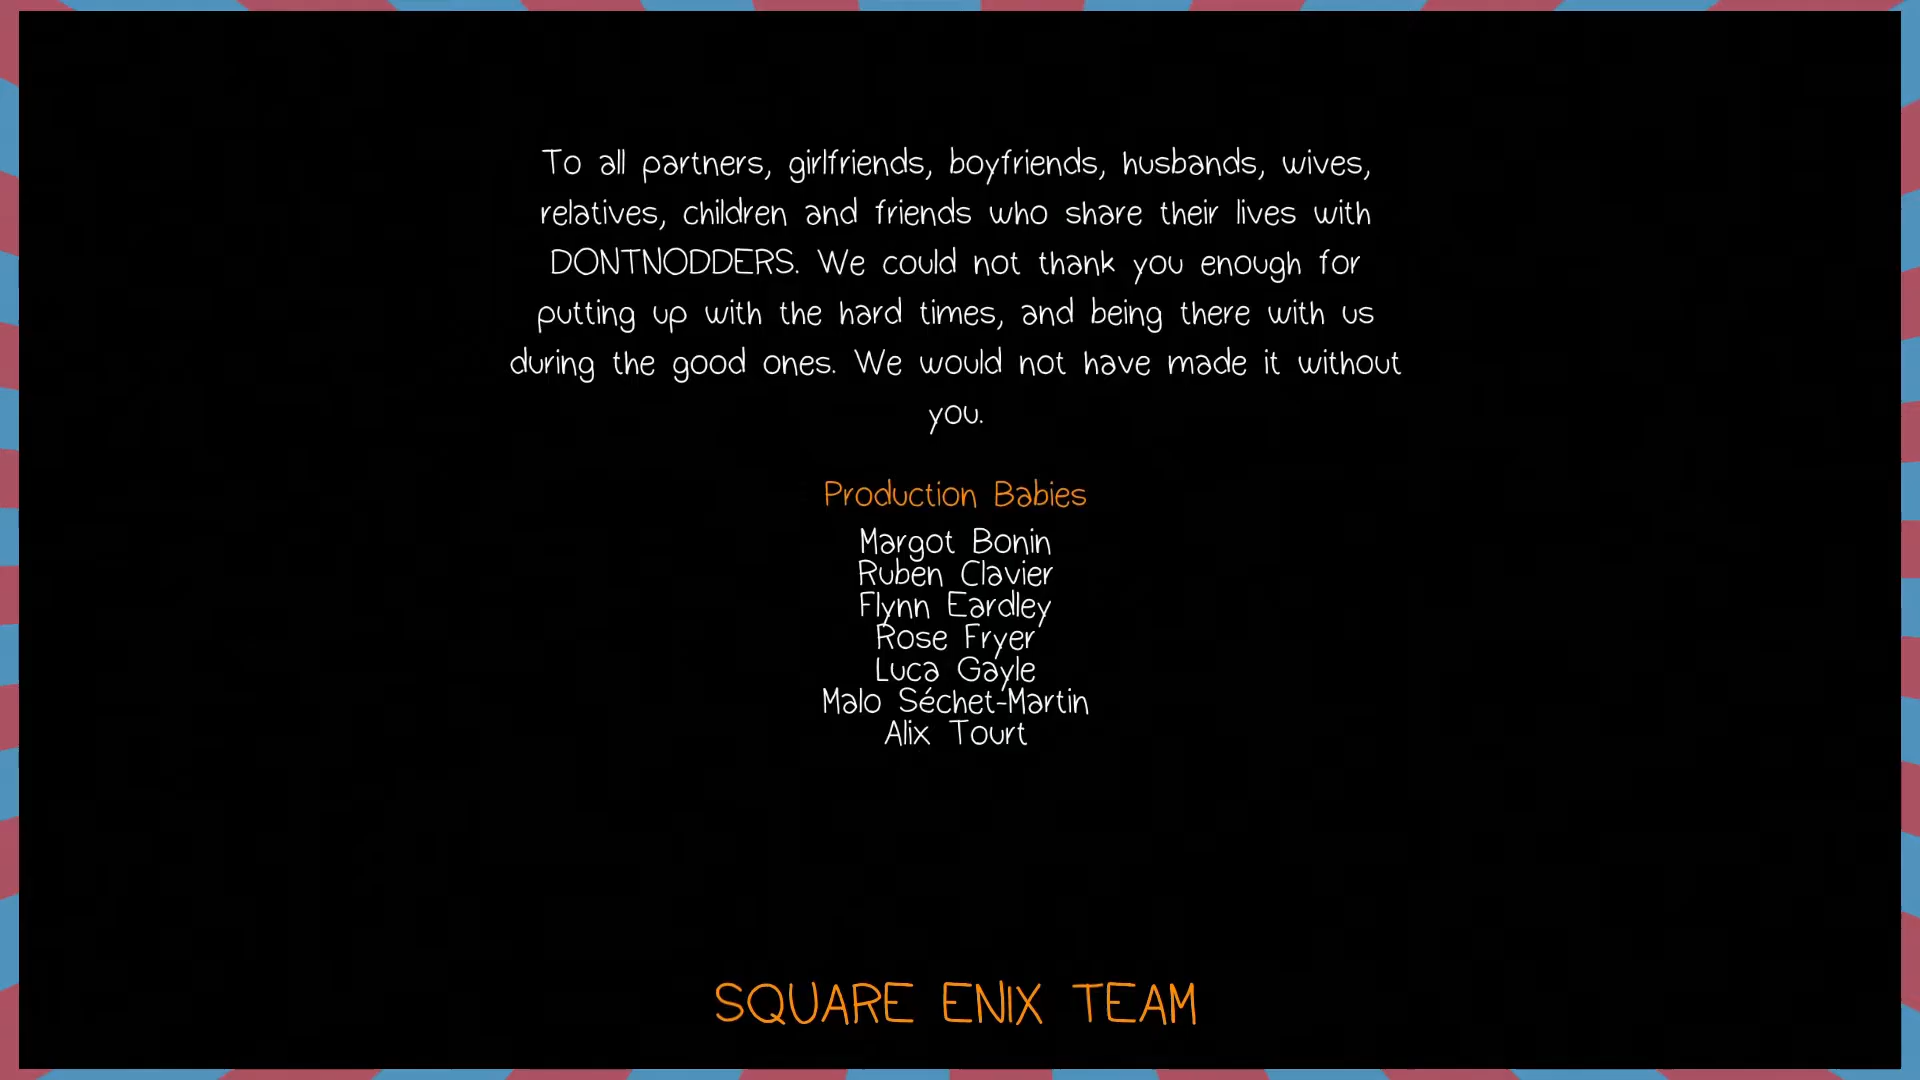 To all partners, girlfriends, boyfriends, husbands, wives,
relatives, children and friends who share their lives with
DONTNODDERS. We could not thank you enough for
putting up with the hard times, and being there with us
during the good ones. We would not have made it without
you.
Production Babies
Margot Bonin
Ruben Clavier
Flynn Eardley
Rose Fryer
Luca Gayle
Malo Séchet-Martin
Alix Tourt
SQUARE ENIX TEAM